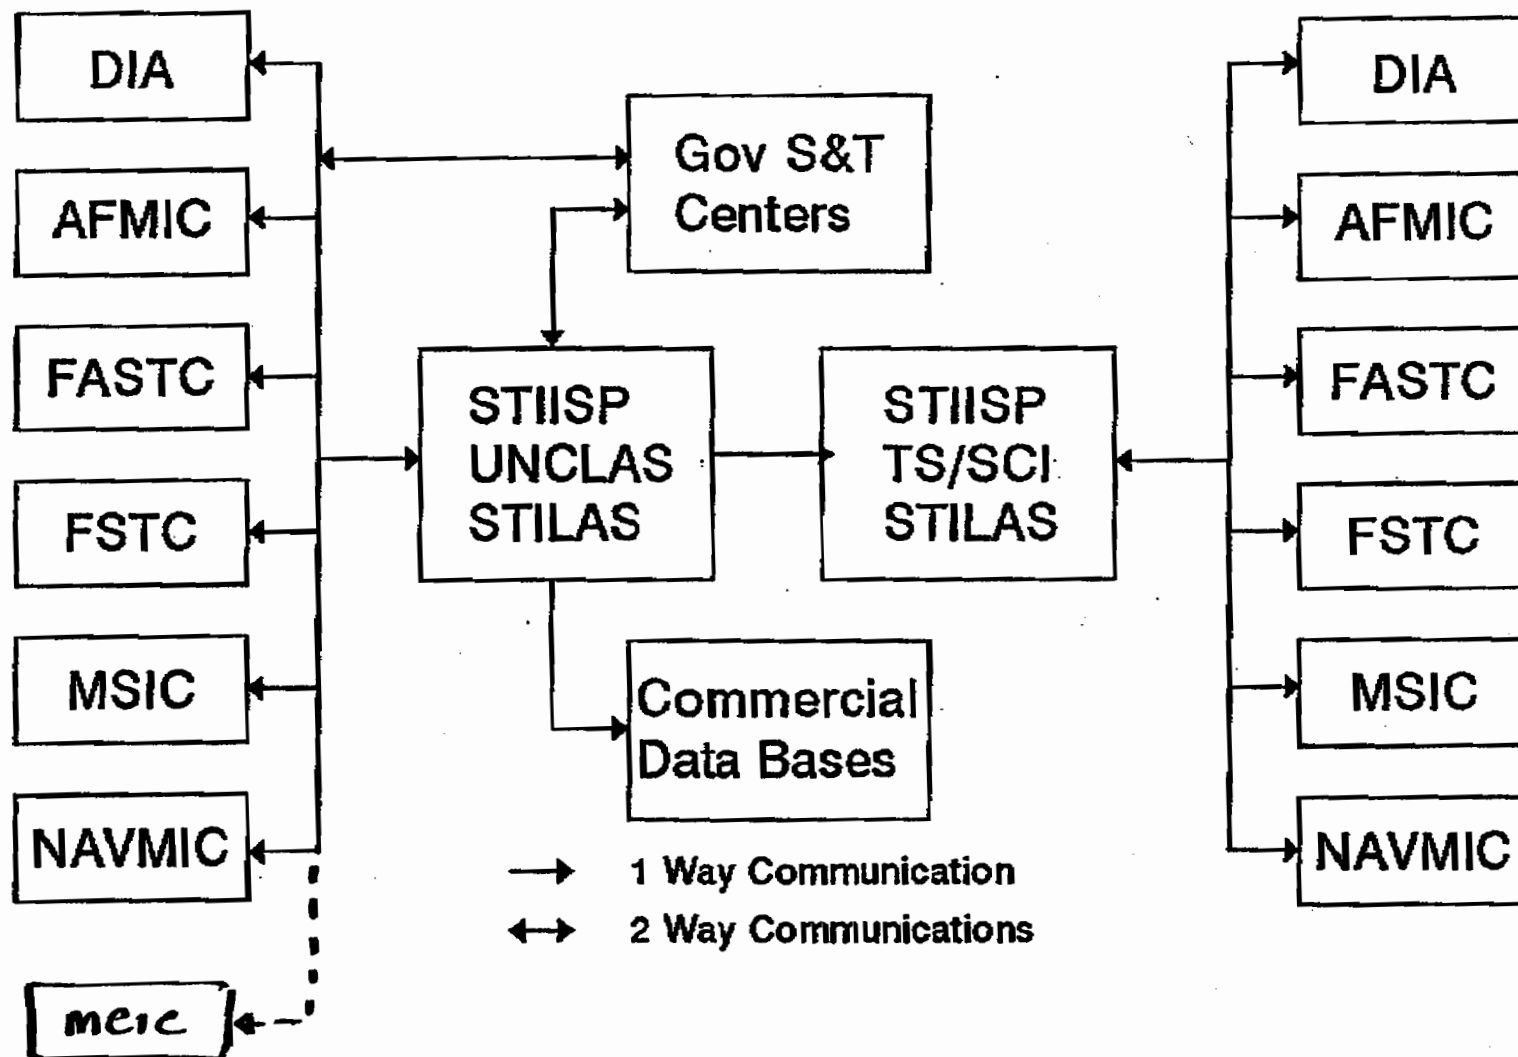 DIA
AFMIC
FASTC
FSTC
MSIC
NAVMIC
meic
Gov S&T
Centers
STIISP
UNCLAS
STILAS
STIISP
TS/SCI
STILAS
Commercial
Data Bases
1 Way Communication
2 Way Communications
DIA
AFMIC
FASTC
FSTC
MSIC
NAVMIC